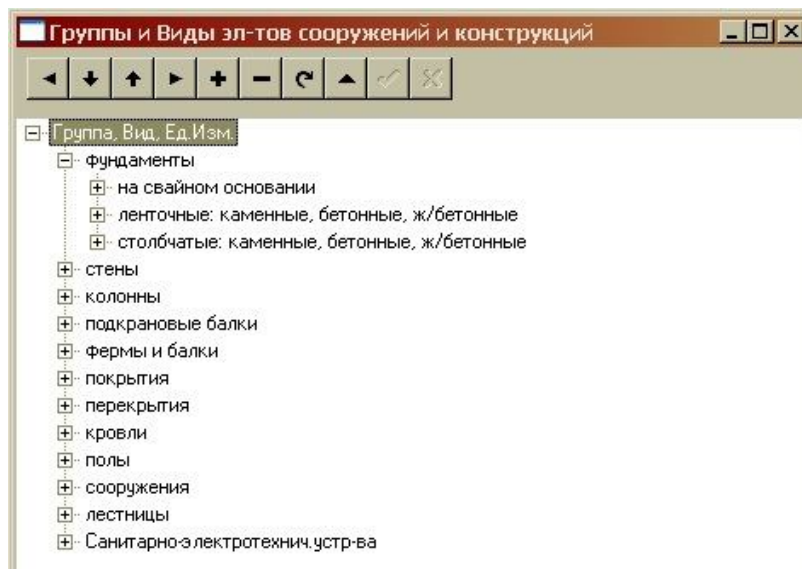 Группы и Виды эл-тов сооружений и конструкций
Группа, Вид, Ед.Изм.
фундаменты
на свайном основании
ленточные: каменные, бетонные, ж/бетонные
столбчатые: каменные, бетонные, ж/бетонные
стены
колонны
подкрановые балки
фермы и балки
покрытия
перекрытия
кровли
полы
сооружения
лестницы
Санитарно-электротехнич.устр-ва